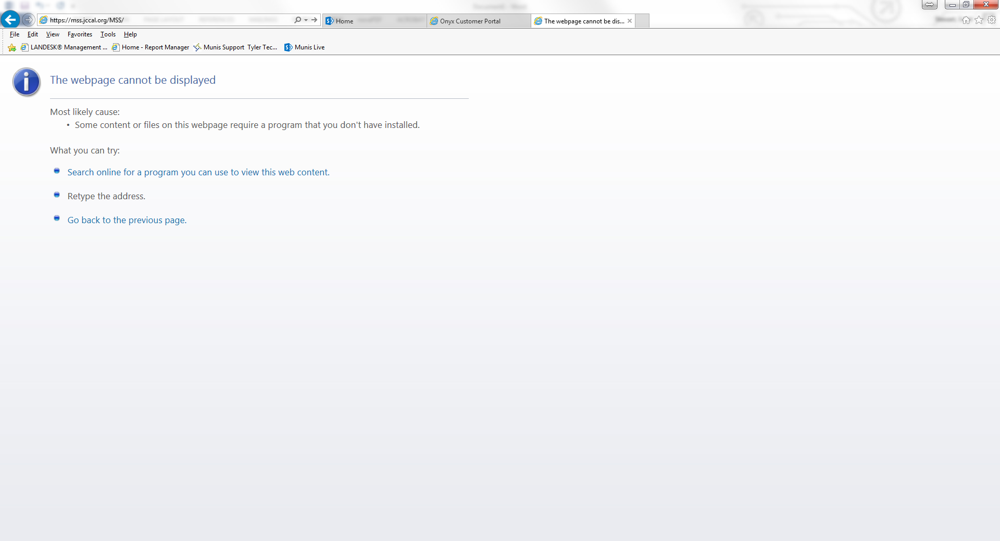 https://mss.jccal.org/MSS/
Home
Onyx Customer Portal
The webpage cannot be dis...
File Edit View Favorites Tools Help
LANDESK® Management ... Home - Report Manager Munis Support Tyler Tec... Munis Live
The webpage cannot be displayed
Most likely cause:
• Some content or files on this webpage require a program that you don't have installed.
What you can try:
Search online for a program you can use to view this web content.
Retype the address.
Go back to the previous page.